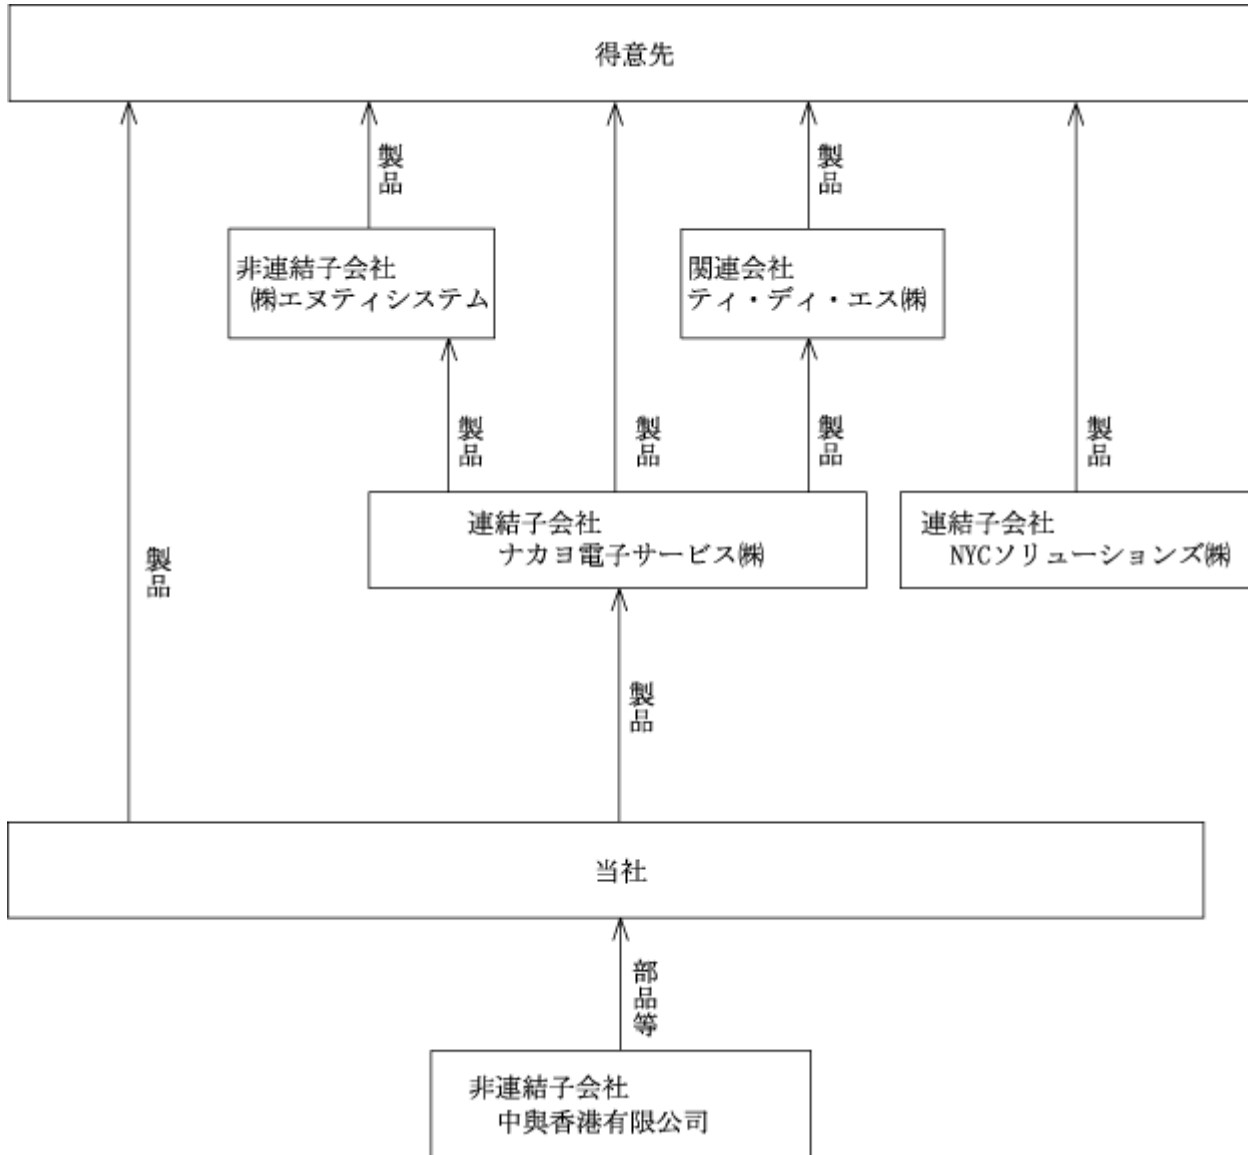 得意先
製品
製品
非連結子会社
㈱エヌティシステム
関連会社
ティ・ディ・エス㈱
製品
製品
製品
製品
連結子会社
ナカヨ電子サービス㈱
連結子会社
NYCソリューションズ㈱
製品
製品
当社
部品等
非連結子会社
中與香港有限公司